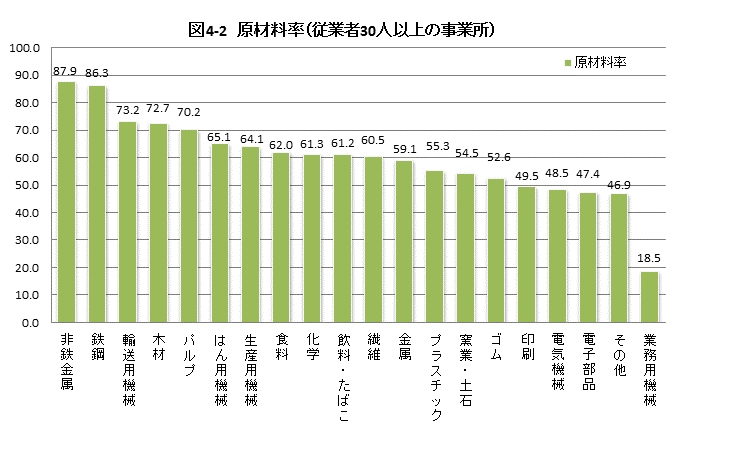 図4-2 原材料率(従業者30人以上の事業所)
原材料率
100.0
90.0
80.0
70.0
60.0
50.0
40.0
30.0
20.0
10.0
0.0
87.9
86.3
73.2
72.7
70.2
65.1
64.1
62.0
61.3
61.2
60.5
59.1
55.3
54.5
52.6
49.5
48.5
47.4
46.9
18.5
非鉄金属
鉄鋼
輸送用機械
木材
パルプ
はん用機械
生産用機械
食料
化学
飲料・たばこ
繊維
金属
プラスチック
窯業・土石
ゴム
印刷
電気機械
電子部品
その他
業務用機械